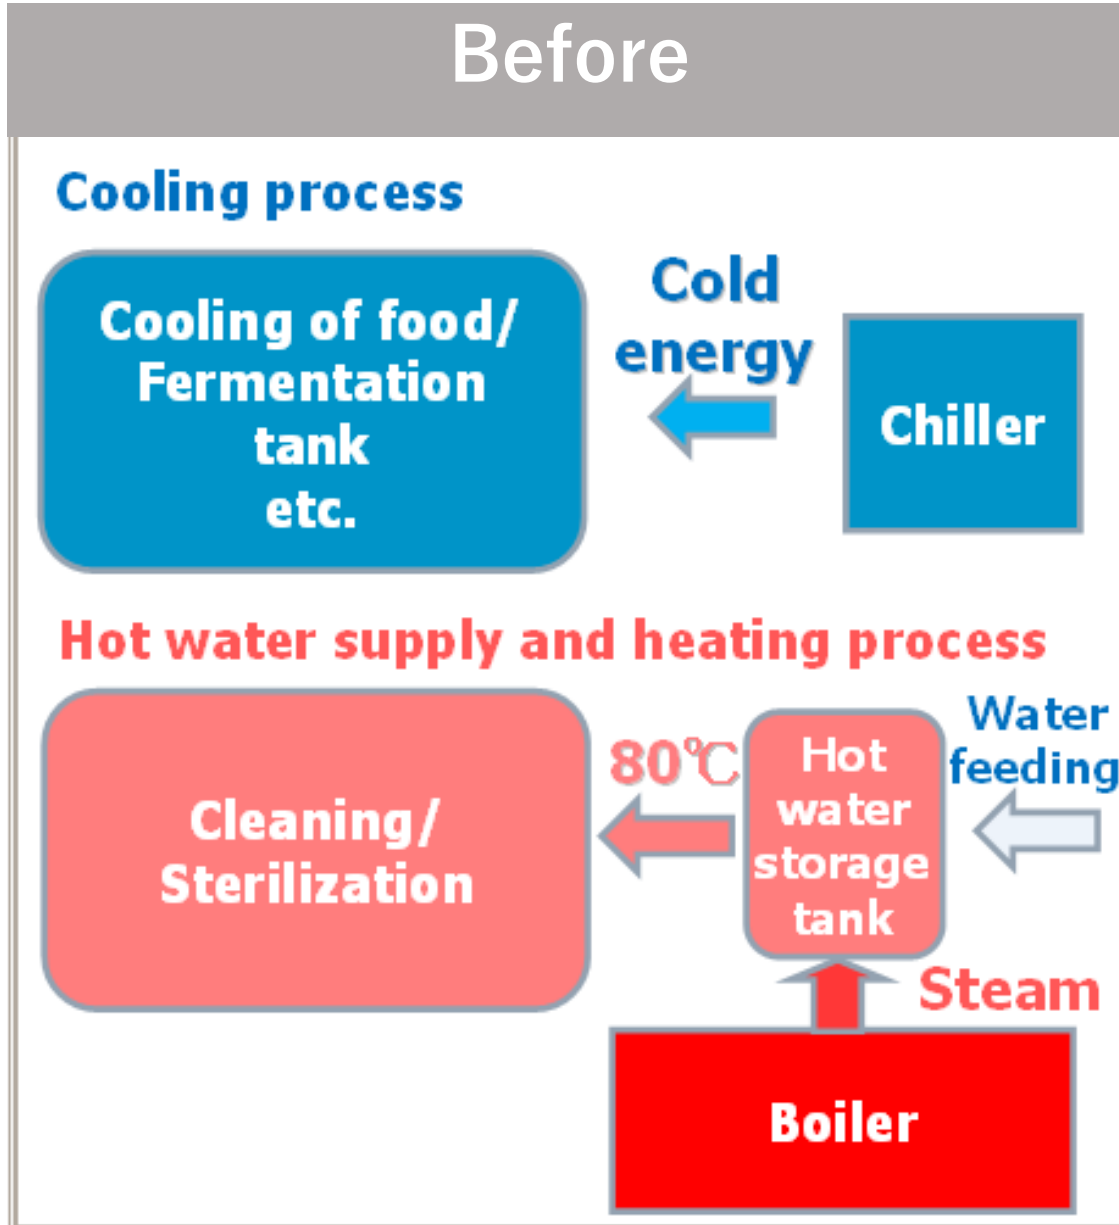 Before
Cooling process
Cooling of food/
Fermentation
tank
etc.
Cold
energy
Chiller
Hot water supply and heating process
Cleaning/
Sterilization
80℃
Hot
water
storage
tank
Water
feeding
Steam
Boiler